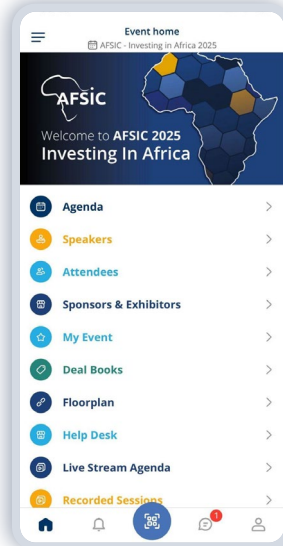 Event home
AFSIC - Investing in Africa 2025
AFSIC
Welcome to AFSIC 2025
Investing In Africa
Agenda
Speakers
Attendees
Sponsors & Exhibitors
My Event
Deal Books
Floorplan
Help Desk
Live Stream Agenda
Recorded Sessions
1